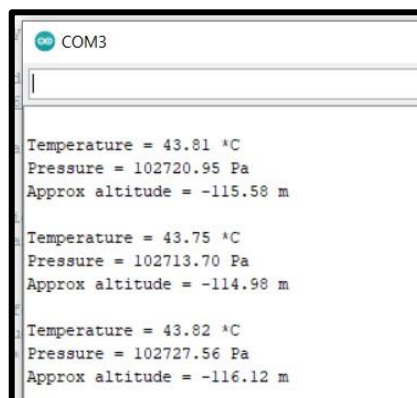 COM3
Temperature = 43.81 *C
Pressure = 102720.95 Pa
Approx altitude = -115.58 m
Temperature = 43.75 *C
Pressure = 102713.70 Pa
Approx altitude = -114.98 m
Temperature = 43.82 *C
Pressure = 102727.56 Pa
Approx altitude = -116.12 m